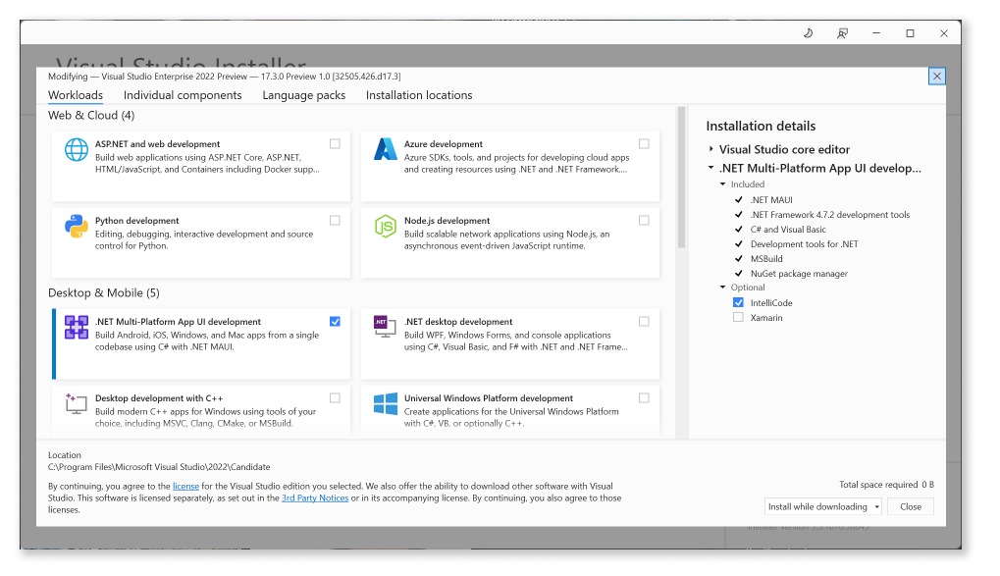 Visual Studio Installer
Modifying — Visual Studio Enterprise 2022 Preview — 17.3.0 Preview 1.0 [32505.426.d17.3]
Workloads Individual components Language packs Installation locations
Web & Cloud (4)
ASP.NET and web development
Build web applications using ASP.NET Core, ASP.NET,
HTML/JavaScript, and Containers including Docker supp...
Azure development
Azure SDKs, tools, and projects for developing cloud apps
and creating resources using .NET and .NET Framework....
Python development
Editing, debugging, interactive development and source
control for Python.
JS
Node.js development
Build scalable network applications using Node.js, an
asynchronous event-driven JavaScript runtime.
Desktop & Mobile (5)
.NET Multi-Platform App UI development
Build Android, iOS, Windows, and Mac apps from a single
codebase using C# with .NET MAUI.
.NET
.NET desktop development
Build WPF, Windows Forms, and console applications
using C#, Visual Basic, and F# with .NET and .NET Frame...
Desktop development with C++
Build modern C++ apps for Windows using tools of your
choice, including MSVC, Clang, CMake, or MSBuild.
Universal Windows Platform development
Create applications for the Universal Windows Platform
with C#, VB, or optionally C++.
Installation details
Visual Studio core editor
.NET Multi-Platform App UI develop...
Included
.NET MAUI
.NET Framework 4.7.2 development tools
C# and Visual Basic
Development tools for .NET
MSBuild
NuGet package manager
Optional
IntelliCode
Xamarin
Location
C:\Program Files\Microsoft Visual Studio\2022\Candidate
By continuing, you agree to the license for the Visual Studio edition you selected. We also offer the ability to download other software with Visual
Studio. This software is licensed separately, as set out in the 3rd Party Notices or in its accompanying license. By continuing, you also agree to those
licenses.
Total space required 0 B
Install while downloading Close